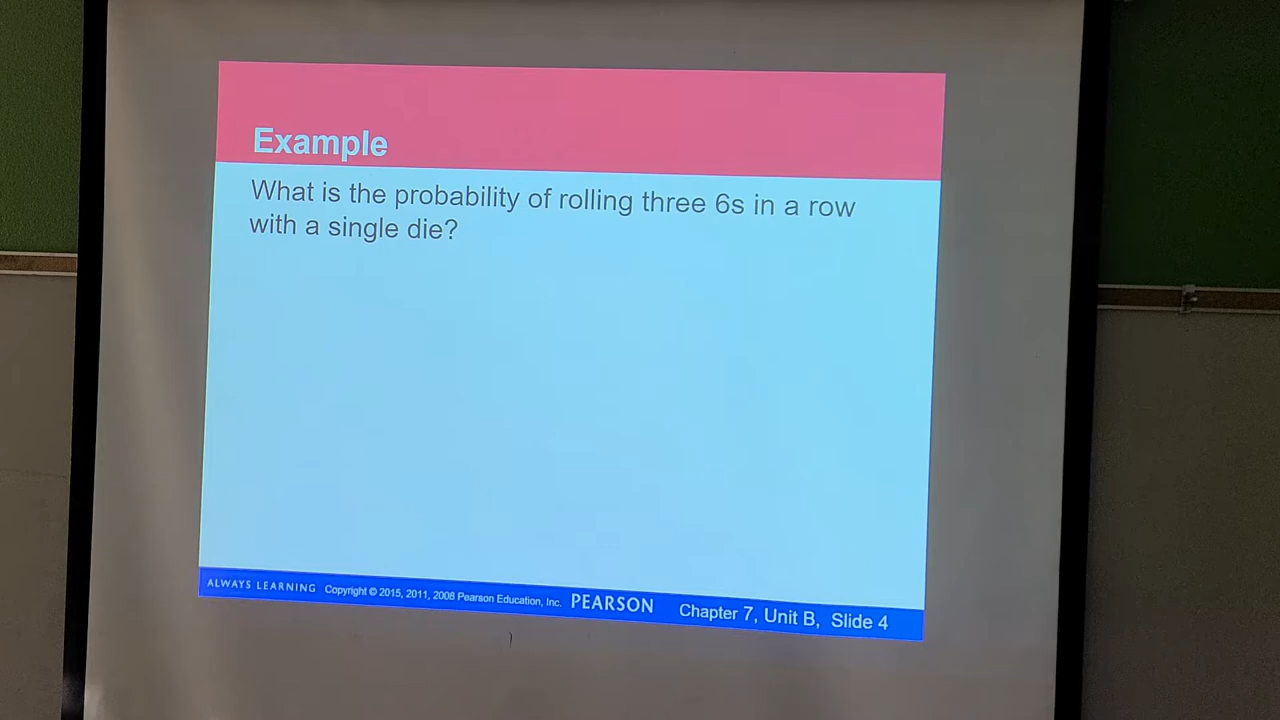 Example
What is the probability of rolling three 6s in a row
with a single die?
ALWAYS LEARNING Copyright © 2015, 2011, 2008 Pearson Education, Inc. PEARSON Chapter 7, Unit B, Slide 4